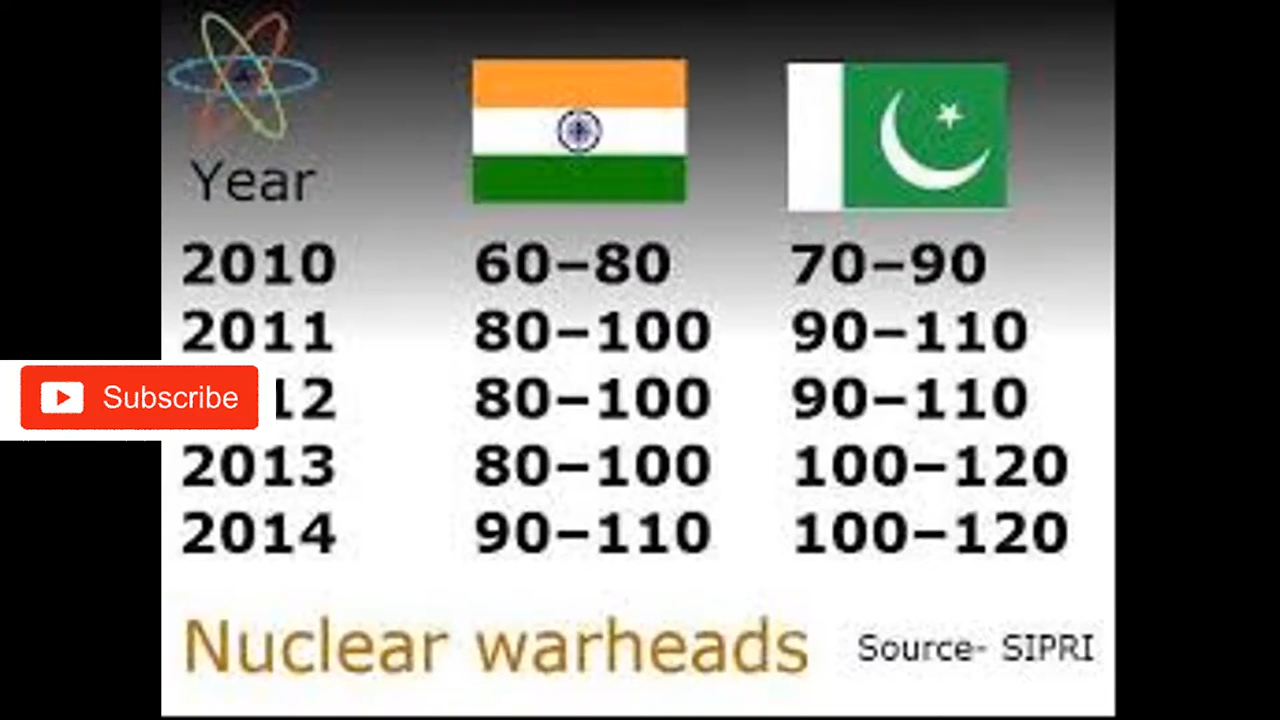 Year
2010 60–80 70–90
2011 80–100 90–110
Subscribe 12 80–100 90–110
2013 80–100 100–120
2014 90–110 100–120
Nuclear warheads Source- SIPRI